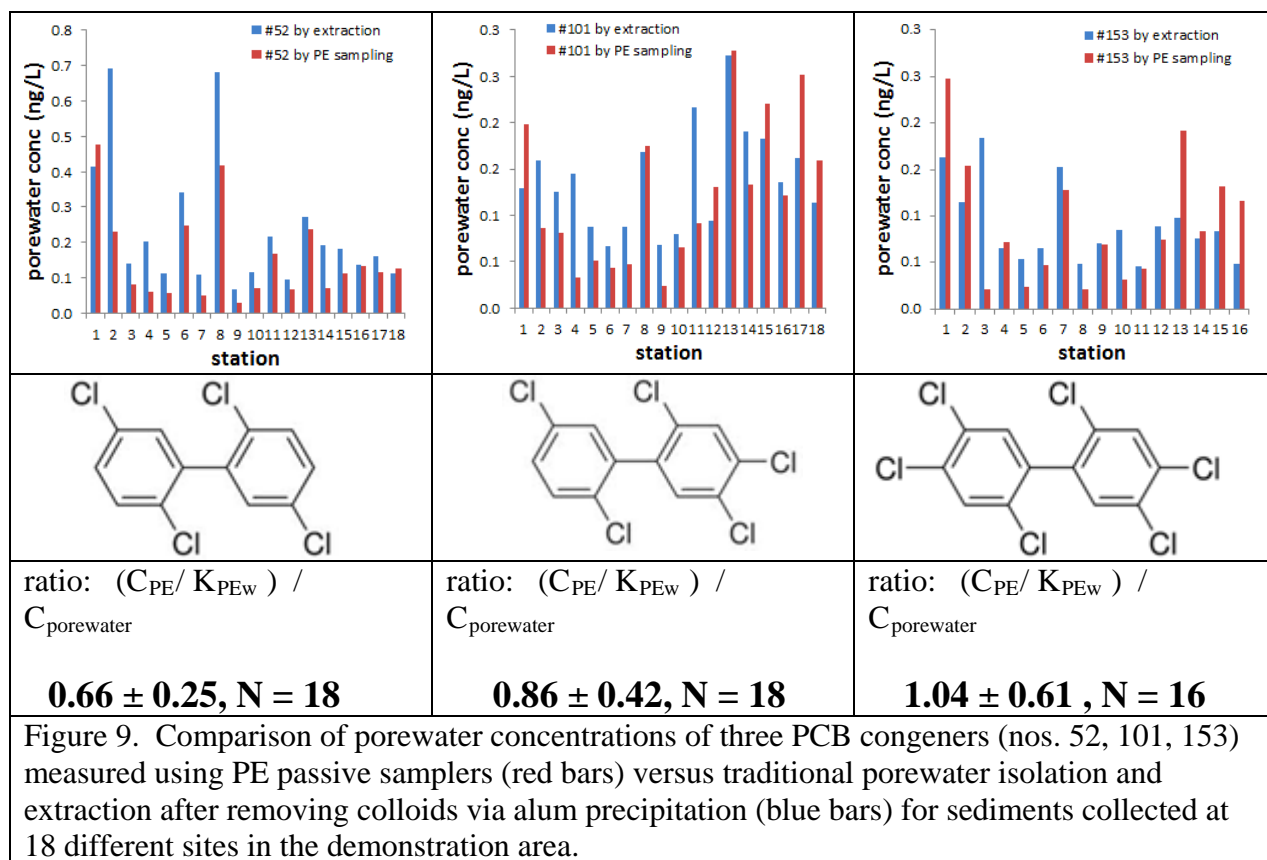 #52 by extraction
#52 by PE sampling
porewater conc (ng/L)
0.8
0.7
0.6
0.5
0.4
0.3
0.2
0.1
0.0
1 2 3 4 5 6 7 8 9 10 11 12 13 14 15 16 17 18
station
#101 by extraction
#101 by PE sampling
porewater conc (ng/L)
0.3
0.3
0.2
0.2
0.1
0.1
0.0
1 2 3 4 5 6 7 8 9 10 11 12 13 14 15 16 17 18
station
#153 by extraction
#153 by PE sampling
porewater conc (ng/L)
0.3
0.3
0.2
0.2
0.1
0.1
0.0
1 2 3 4 5 6 7 8 9 10 11 12 13 14 15 16
station
Cl Cl
Cl Cl
Cl Cl
Cl
Cl Cl
Cl Cl
Cl Cl
Cl Cl
ratio: (CPE/ KPEw ) /
Cporewater
0.66 ± 0.25, N = 18
ratio: (CPE/ KPEw ) /
Cporewater
0.86 ± 0.42, N = 18
ratio: (CPE/ KPEw ) /
Cporewater
1.04 ± 0.61 , N = 16
Figure 9. Comparison of porewater concentrations of three PCB congeners (nos. 52, 101, 153)
measured using PE passive samplers (red bars) versus traditional porewater isolation and
extraction after removing colloids via alum precipitation (blue bars) for sediments collected at
18 different sites in the demonstration area.